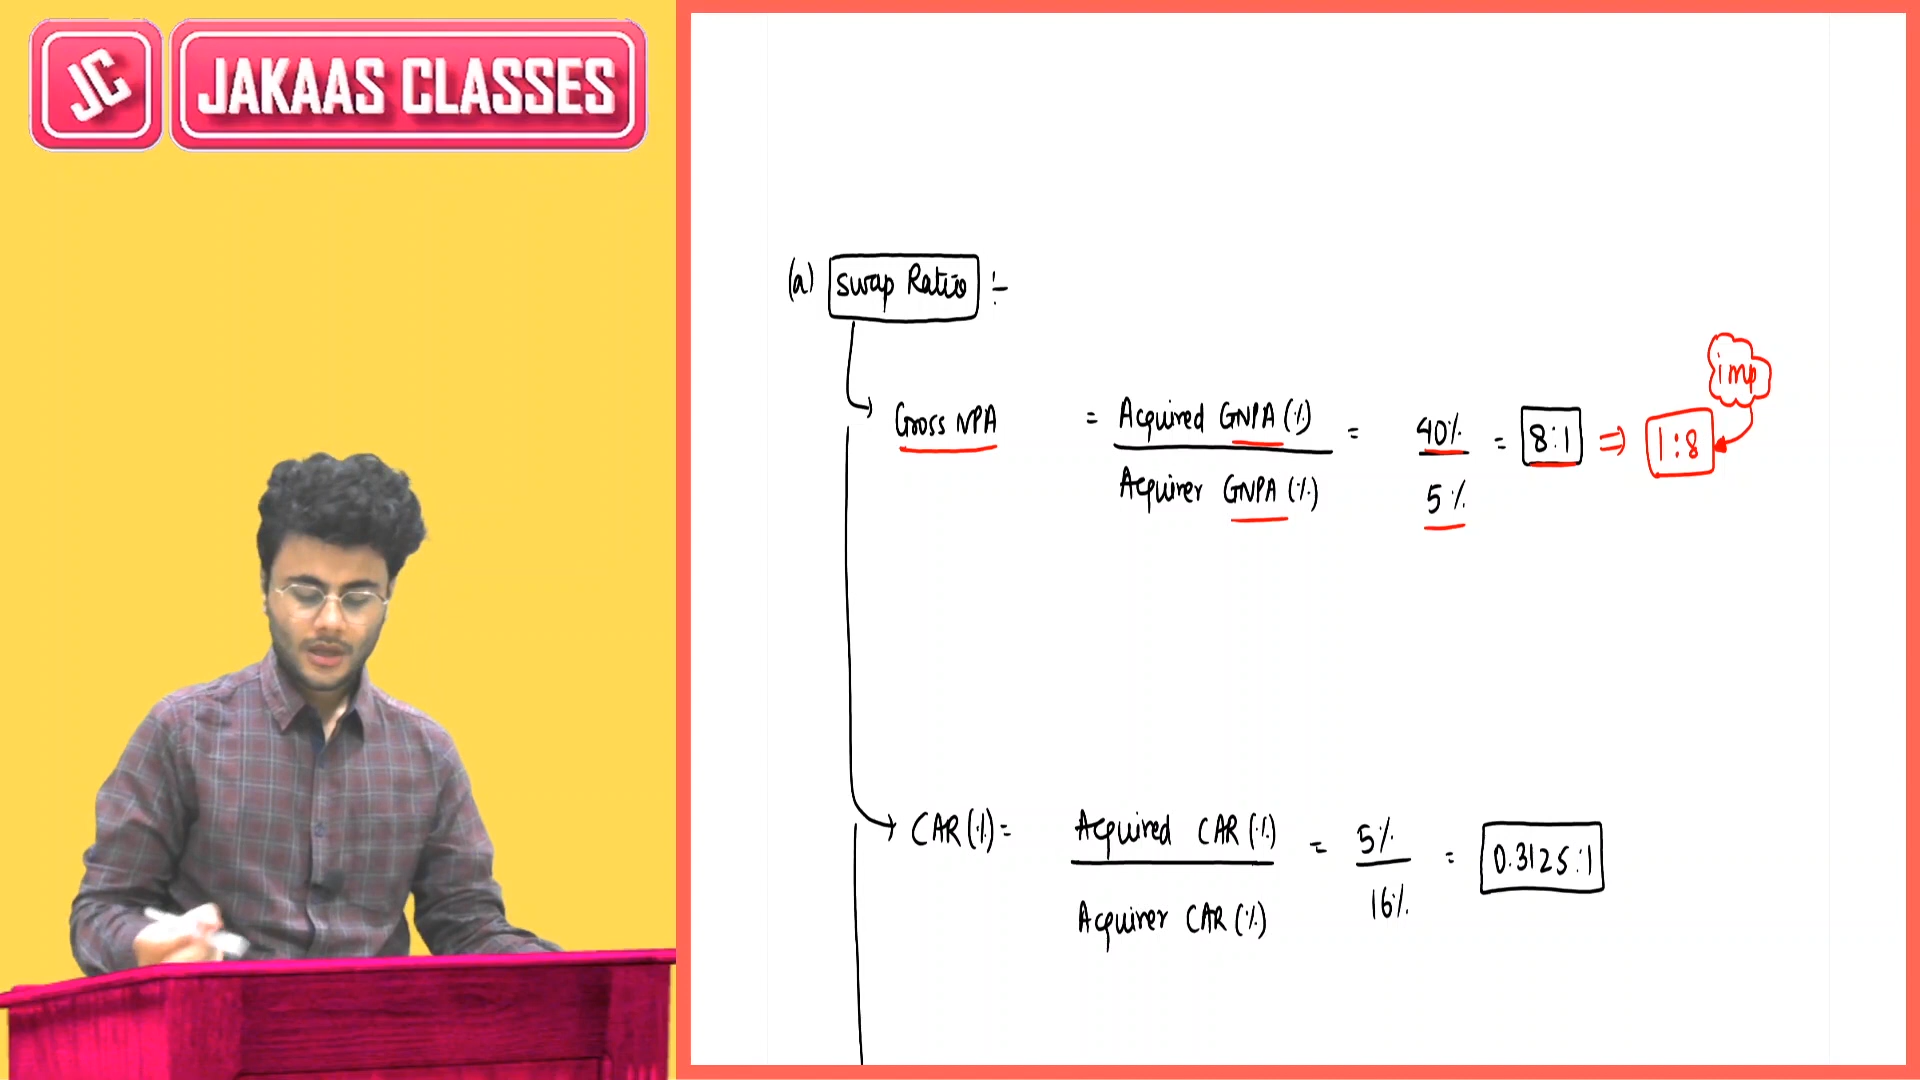 JC JAKAAS CLASSES
(a) Swap Ratio :-
imp
Gross NPA = Acquired GNPA (%) / Acquirer GNPA (%) = 40% / 5% = 8:1 ⇒ 1:8
CAR (%) = Acquired CAR (%) / Acquirer CAR (%) = 5% / 16% = 0.3125:1